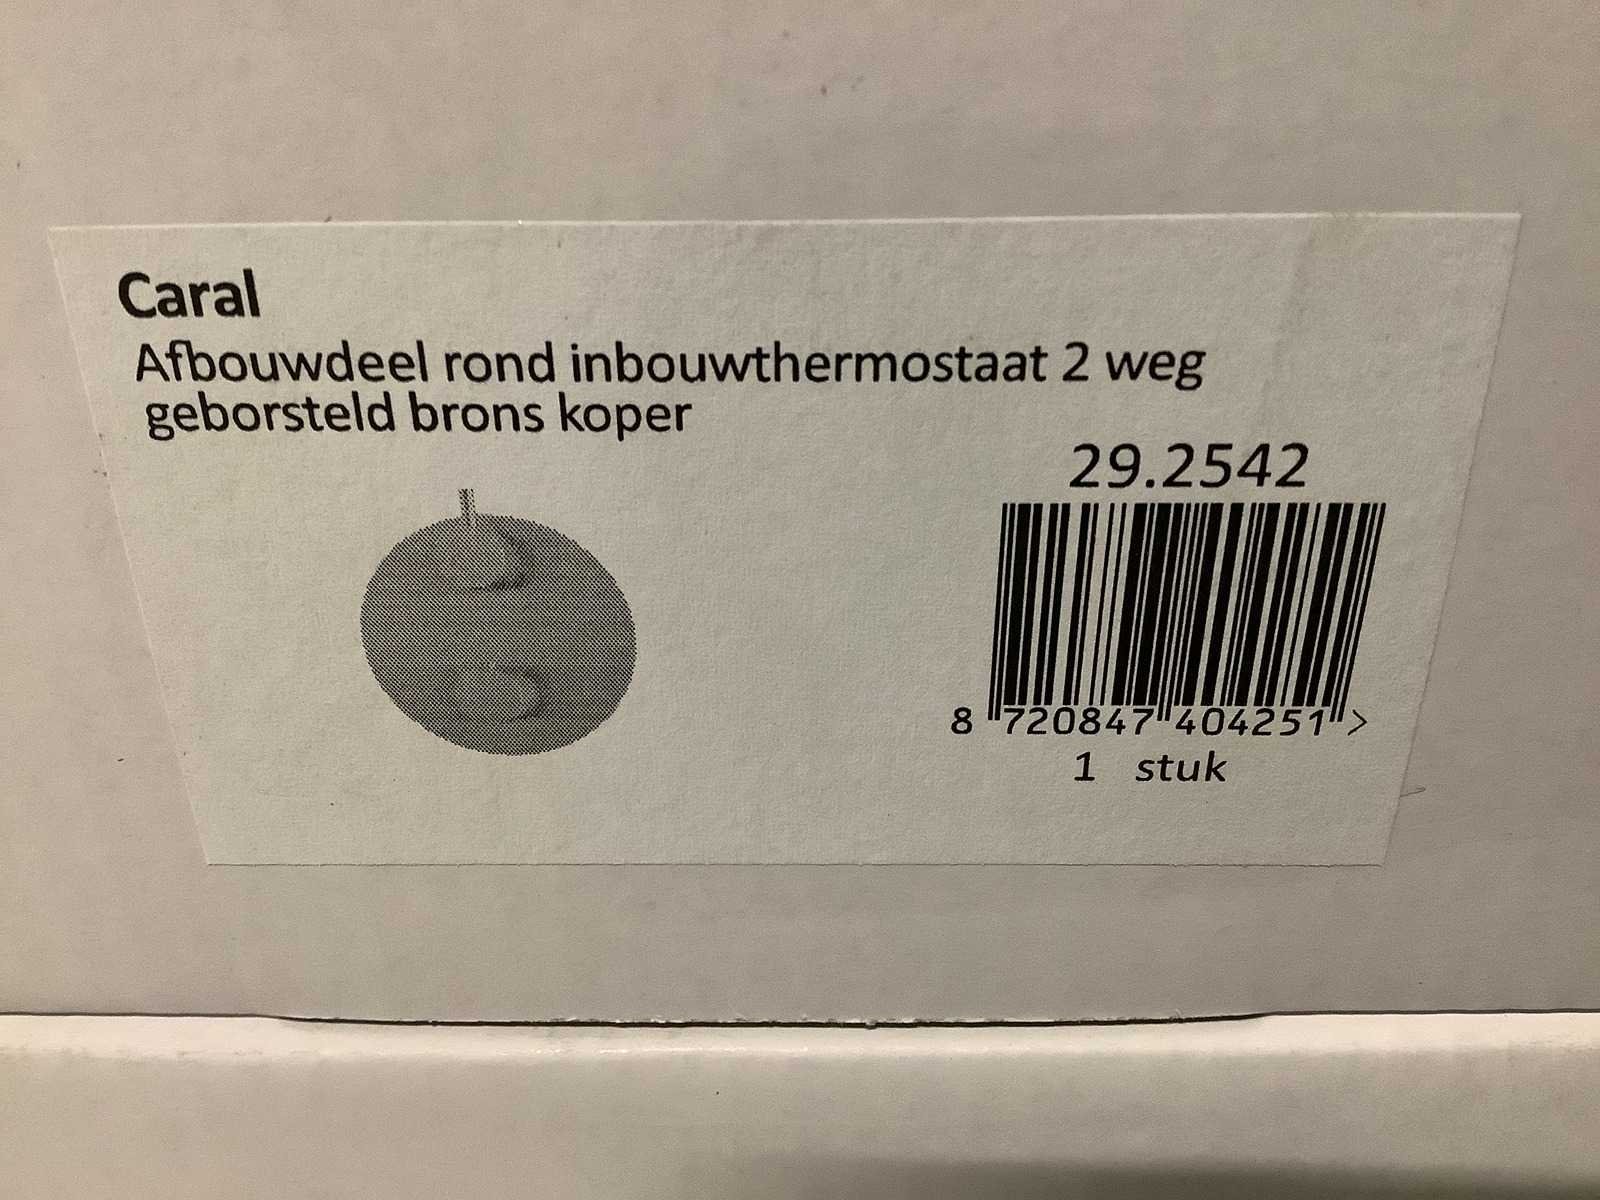 Caral
Afbouwdeel rond inbouwthermostaat 2 weg
geborsteld brons koper
29.2542
8 720847 404251 >
1 stuk